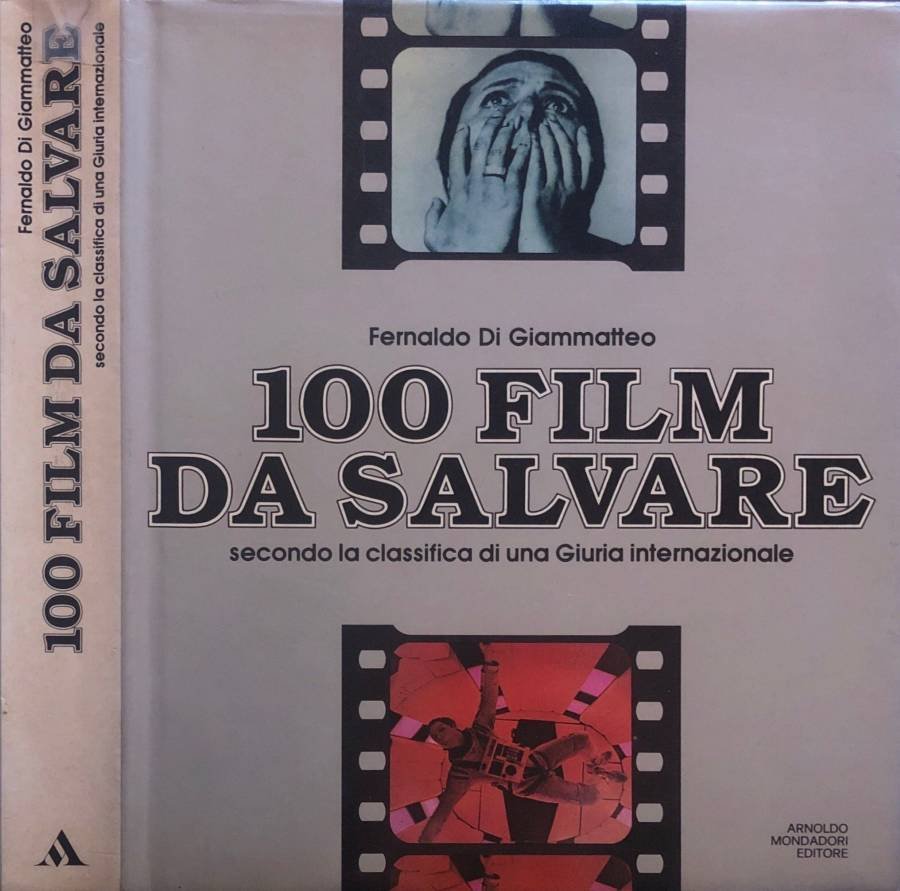 Fernaldo Di Giammatteo
100 FILM DA SALVARE
secondo la classifica di una Giuria internazionale
Fernaldo Di Giammatteo
100 FILM
DA SALVARE
secondo la classifica di una Giuria internazionale
ARNOLDO
MONDADORI
EDITORE